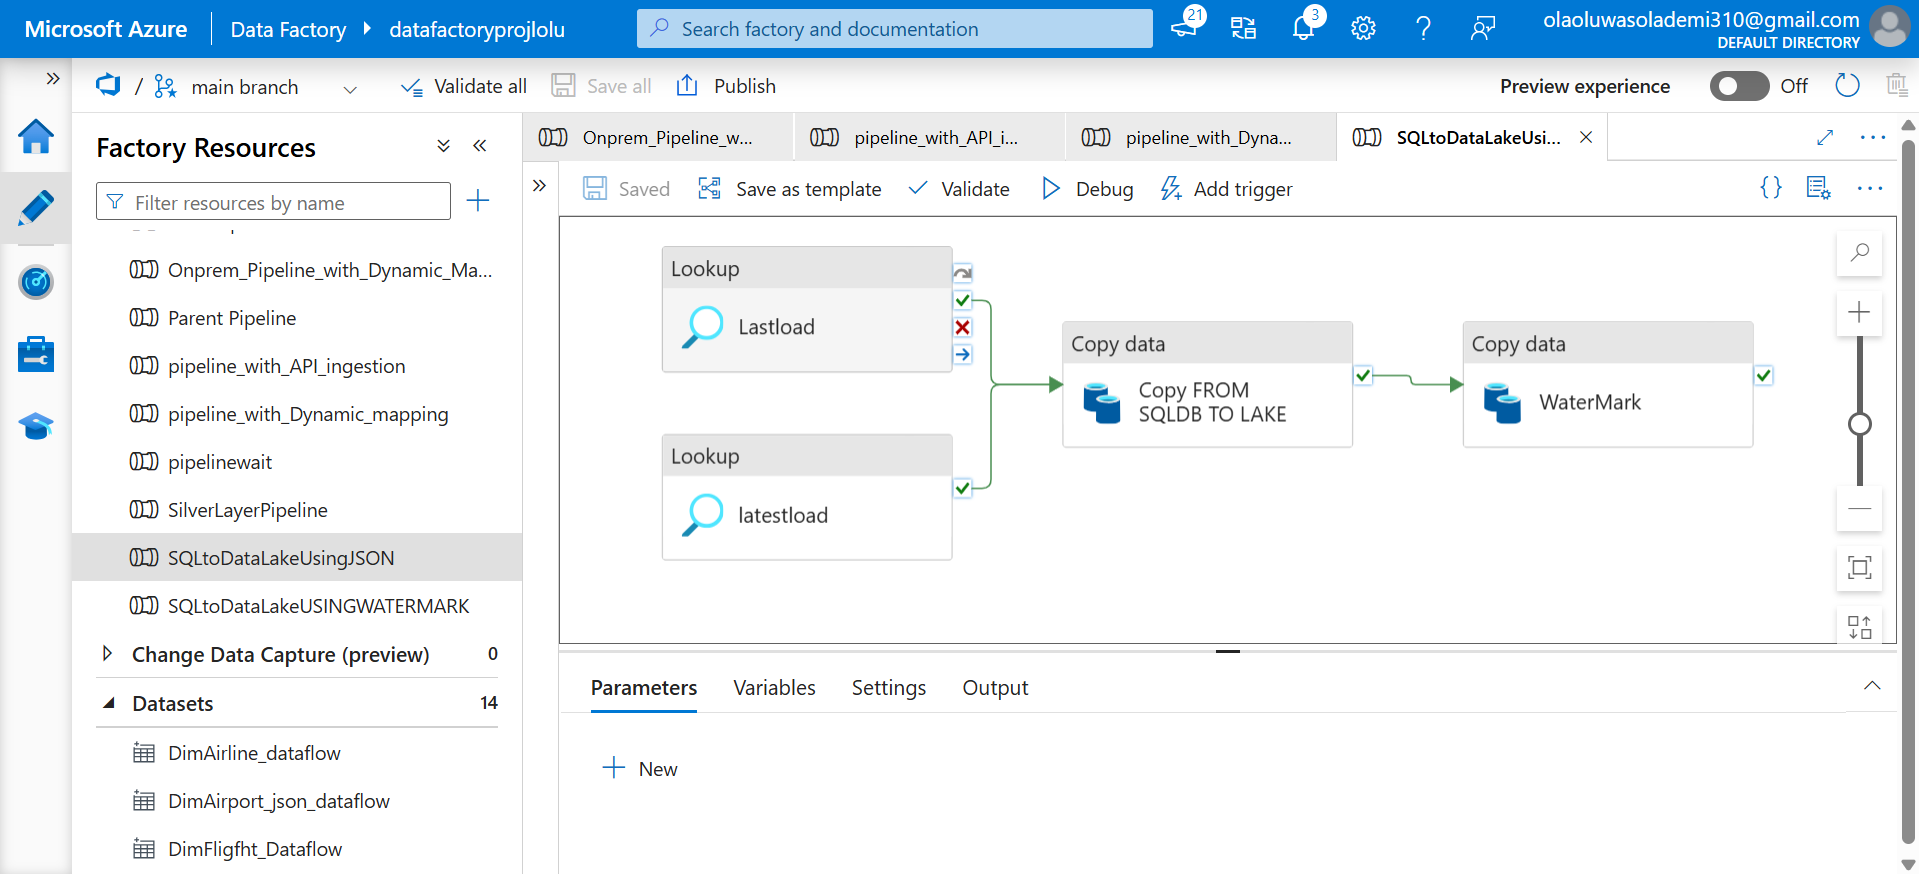 Microsoft Azure
Data Factory
datafactoryprojlolu
Search factory and documentation
21
3
olaoluwasolademi310@gmail.com
DEFAULT DIRECTORY
/
main branch
Validate all
Save all
Publish
Preview experience
Off
Factory Resources
Filter resources by name
Onprem_Pipeline_with_Dynamic_Ma...
Parent Pipeline
pipeline_with_API_ingestion
pipeline_with_Dynamic_mapping
pipelinewait
SilverLayerPipeline
SQLtoDataLakeUsingJSON
SQLtoDataLakeUSINGWATERMARK
Change Data Capture (preview) 0
Datasets 14
DimAirline_dataflow
DimAirport_json_dataflow
DimFligfht_Dataflow
Onprem_Pipeline_w...
pipeline_with_API_i...
pipeline_with_Dyna...
SQLtoDataLakeUsi...
Saved
Save as template
Validate
Debug
Add trigger
Lookup
Lastload
Lookup
latestload
Copy data
Copy FROM
SQLDB TO LAKE
Copy data
WaterMark
Parameters
Variables
Settings
Output
New